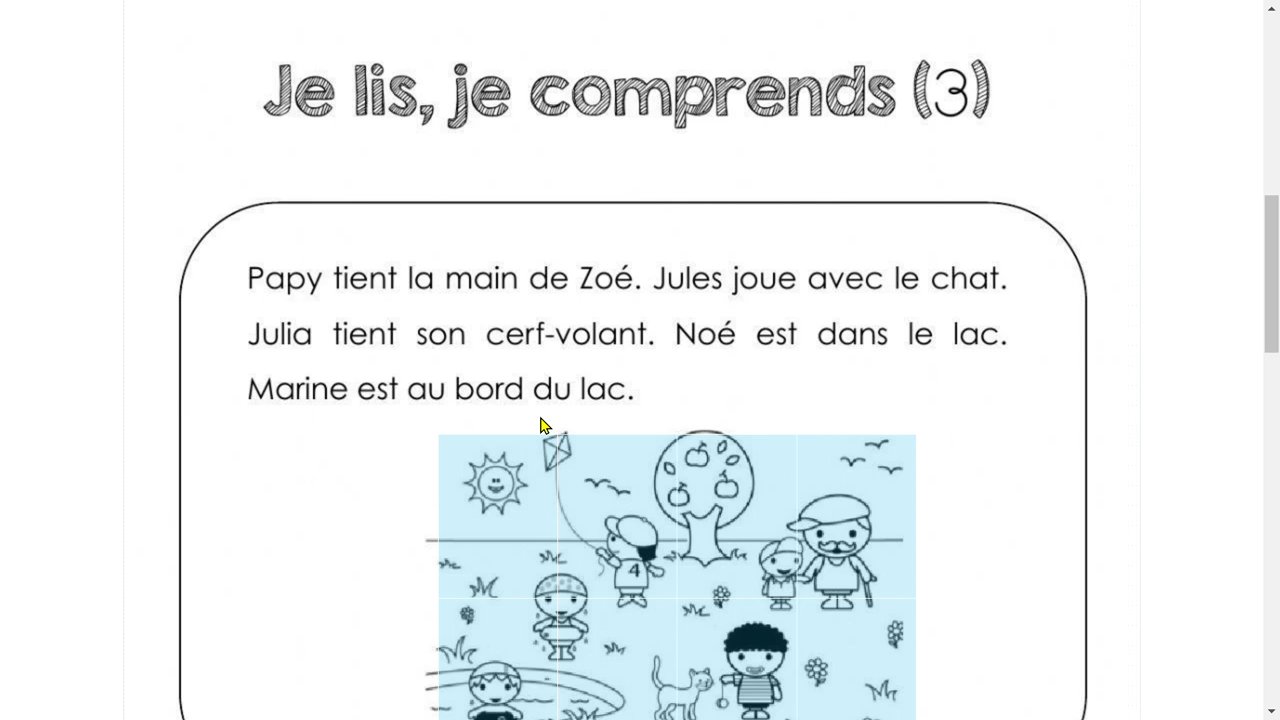 Je lis, je comprends (3)
Papy tient la main de Zoé. Jules joue avec le chat.
Julia tient son cerf-volant. Noé est dans le lac.
Marine est au bord du lac.
4